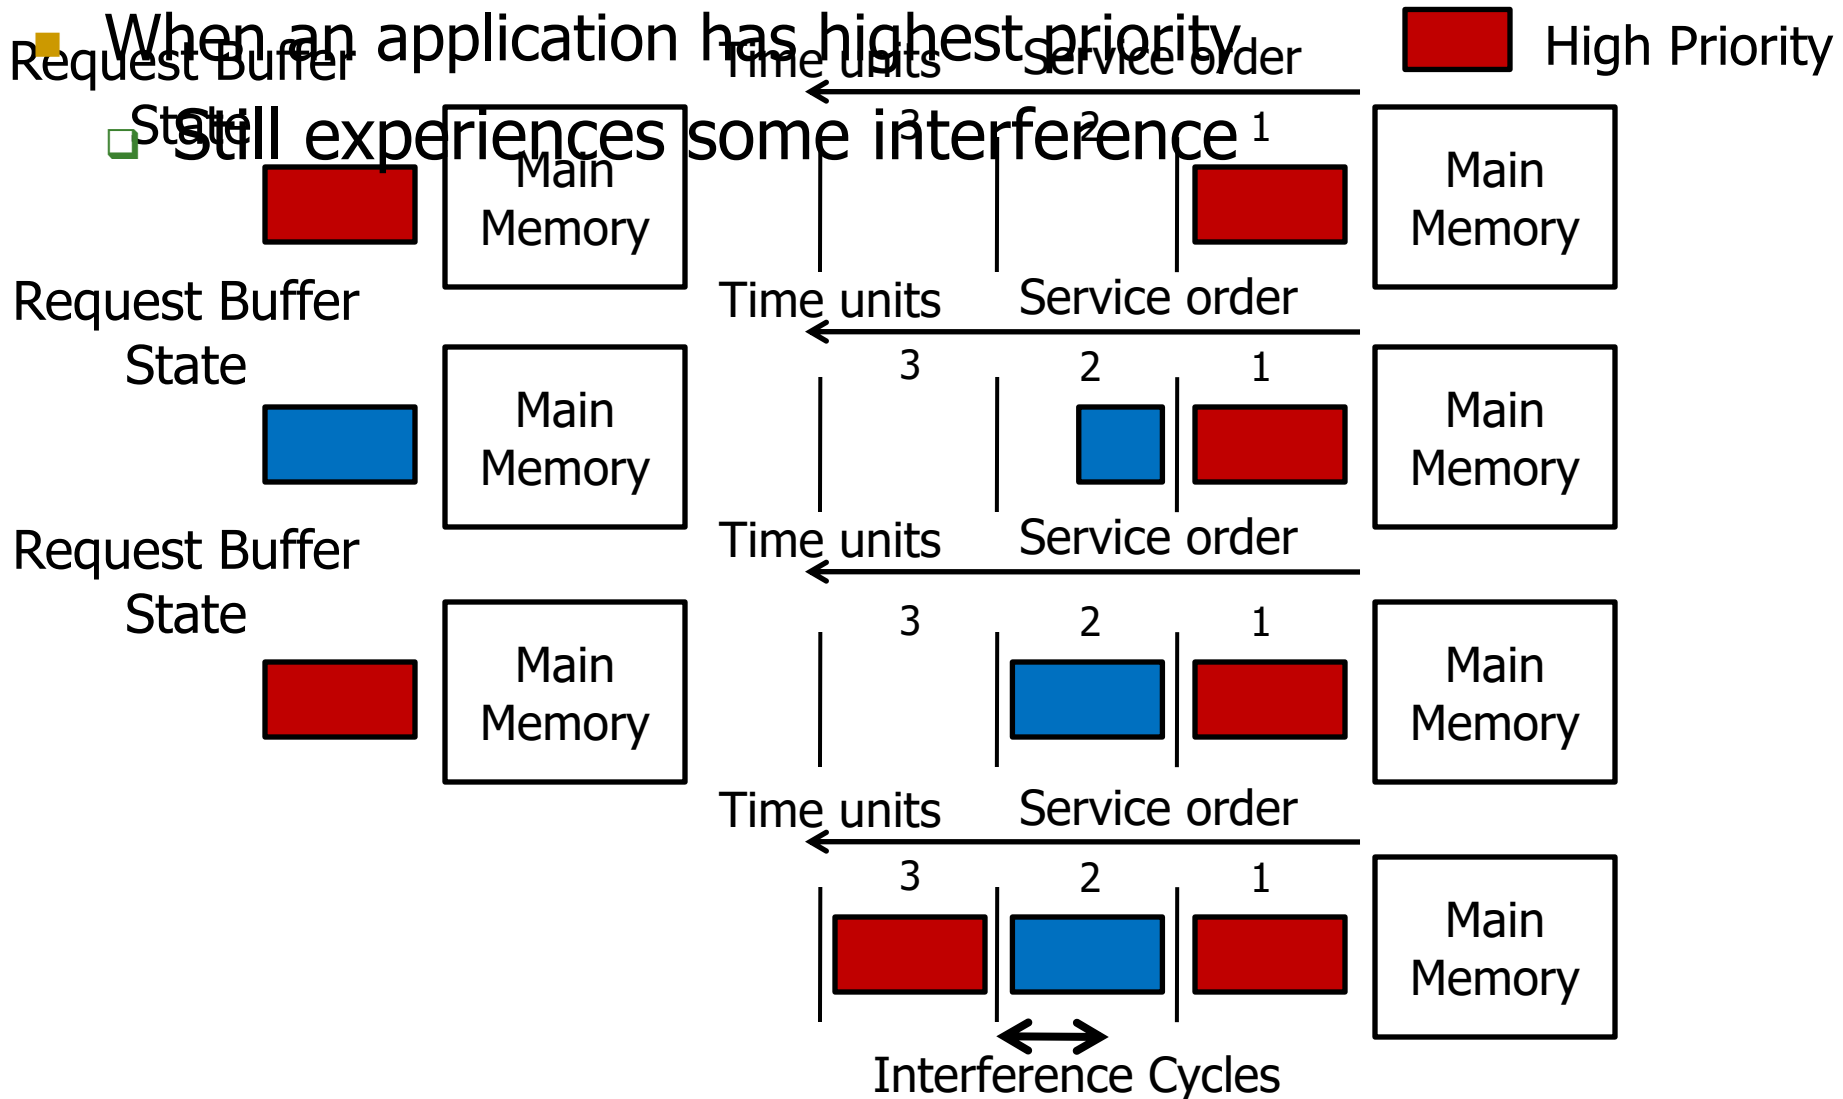 When an application has highest priority
Still experiences some interference
High Priority
Request Buffer
State
Main
Memory
Time units
Service order
3
2
1
Main
Memory
Request Buffer
State
Main
Memory
Time units
Service order
3
2
1
Main
Memory
Request Buffer
State
Main
Memory
Time units
Service order
3
2
1
Main
Memory
Time units
Service order
3
2
1
Main
Memory
Interference Cycles